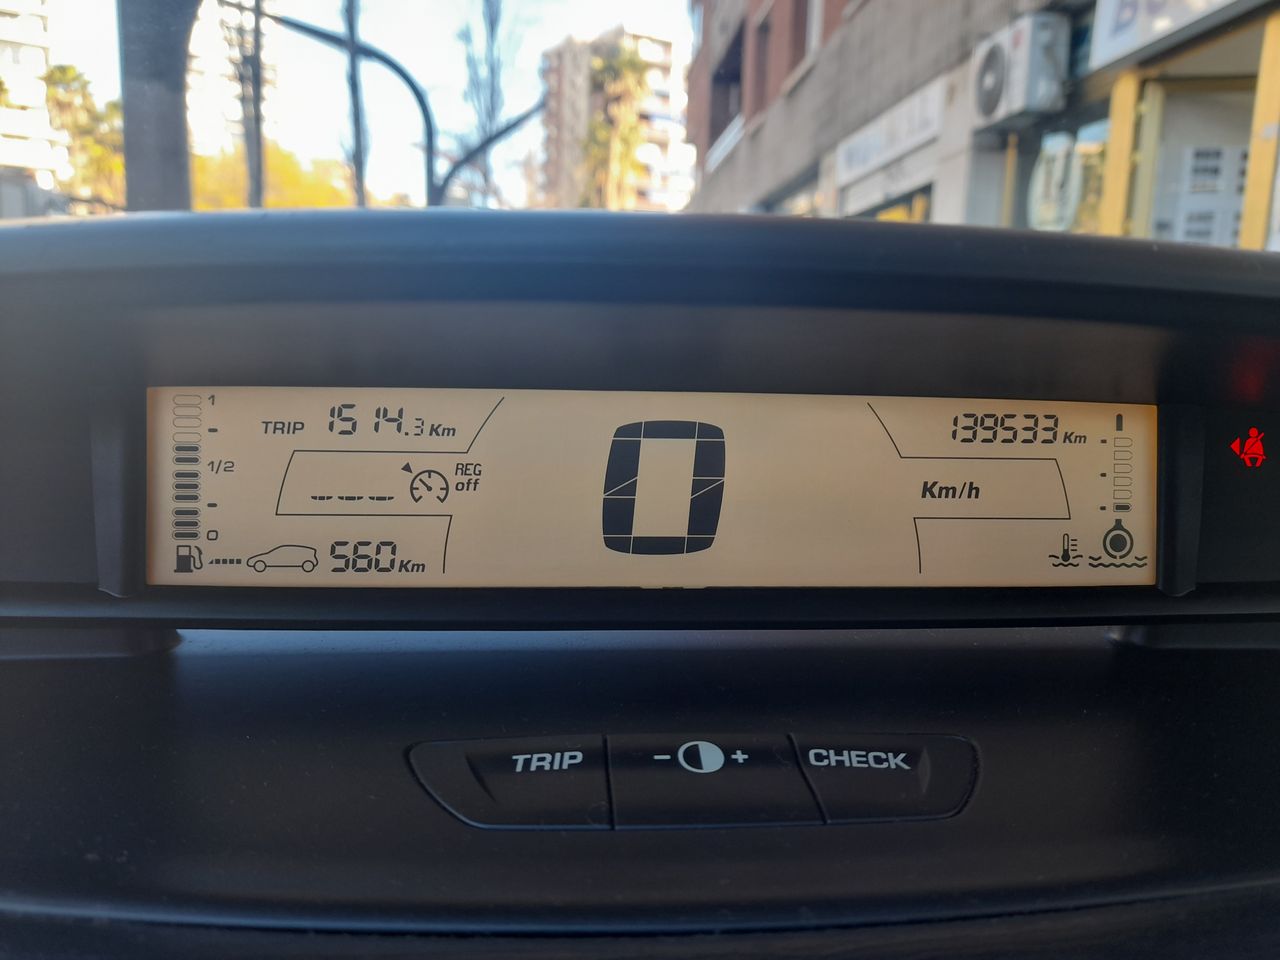 1
TRIP 1514.3 Km
139533 Km
1/2
REG
off
--- 
Km/h
0
0
560 Km
TRIP - + CHECK